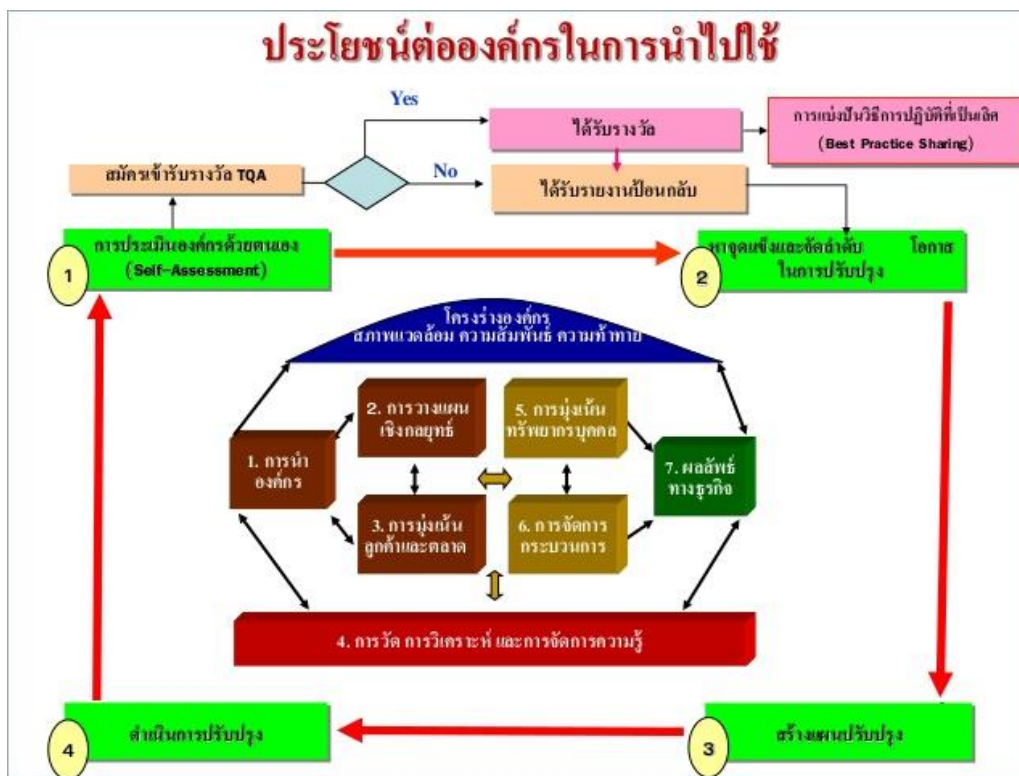 ประโยชน์ต่อองค์กรในการนำไปใช้
Yes
ได้รับรางวัล
การแบ่งปันวิธีการปฏิบัติที่เป็นเลิศ
(Best Practice Sharing)
สมัครเข้ารับรางวัล TQA
No
ได้รับรายงานป้อนกลับ
การประเมินองค์กรด้วยตนเอง
(Self-Assessment)
1
หาจุดแข็งและจัดลำดับ โอกาส
ในการปรับปรุง
2
โครงร่างองค์กร
สภาพแวดล้อม ความสัมพันธ์ ความท้าทาย
2. การวางแผน
เชิงกลยุทธ์
5. การมุ่งเน้น
ทรัพยากรบุคคล
1. การนำ
องค์กร
7. ผลลัพธ์
ทางธุรกิจ
3. การมุ่งเน้น
ลูกค้าและตลาด
6. การจัดการ
กระบวนการ
4. การวัด การวิเคราะห์ และการจัดการความรู้
4
ดำเนินการปรับปรุง
3
สร้างแผนปรับปรุง